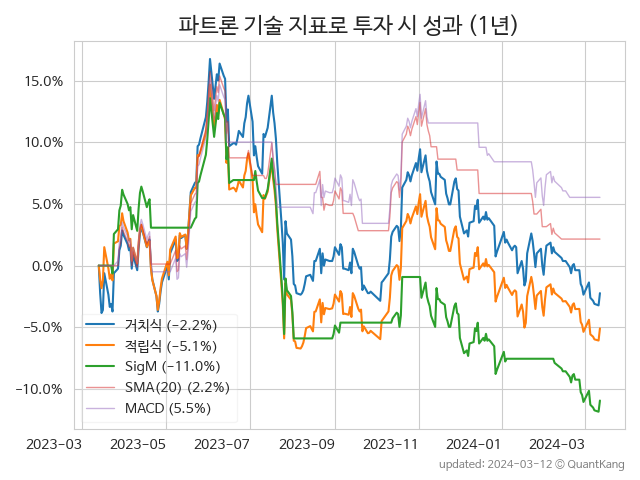 파트론 기술 지표로 투자 시 성과 (1년)
15.0%
10.0%
5.0%
0.0%
−5.0%
−10.0%
거치식 (−2.2%)
적립식 (−5.1%)
SigM (−11.0%)
SMA(20) (2.2%)
MACD (5.5%)
2023-03 2023-05 2023-07 2023-09 2023-11 2024-01 2024-03
updated: 2024-03-12 © QuantKang